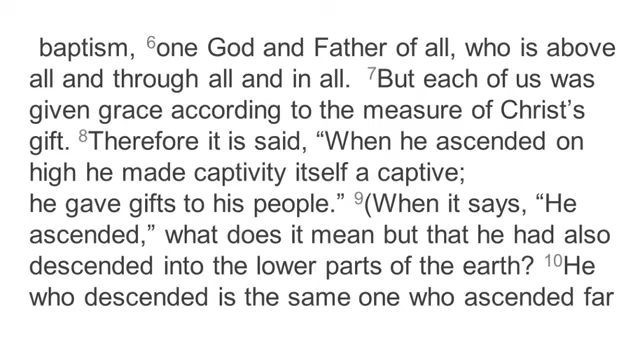 baptism, ⁶one God and Father of all, who is above
all and through all and in all. ⁷But each of us was
given grace according to the measure of Christ’s
gift. ⁸Therefore it is said, “When he ascended on
high he made captivity itself a captive;
he gave gifts to his people.” ⁹(When it says, “He
ascended,” what does it mean but that he had also
descended into the lower parts of the earth? ¹⁰He
who descended is the same one who ascended far